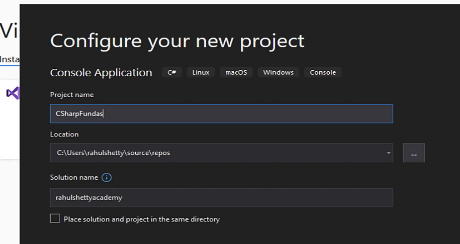 Vi
Configure your new project
Insta
Console Application C# Linux macOS Windows Console
Project name
CSharpFundas
Location
C:\Users\rahulshetty\source\repos
...
Solution name
rahulshettyacademy
Place solution and project in the same directory